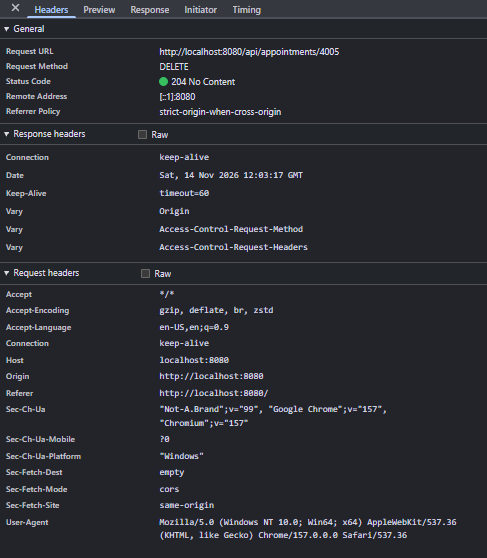 Headers Preview Response Initiator Timing
General
Request URL http://localhost:8080/api/appointments/4005
Request Method DELETE
Status Code 204 No Content
Remote Address [::1]:8080
Referrer Policy strict-origin-when-cross-origin
Response headers Raw
Connection keep-alive
Date Sat, 14 Nov 2026 12:03:17 GMT
Keep-Alive timeout=60
Vary Origin
Vary Access-Control-Request-Method
Vary Access-Control-Request-Headers
Request headers Raw
Accept */*
Accept-Encoding gzip, deflate, br, zstd
Accept-Language en-US,en;q=0.9
Connection keep-alive
Host localhost:8080
Origin http://localhost:8080
Referer http://localhost:8080/
Sec-Ch-Ua "Not-A.Brand";v="99", "Google Chrome";v="157",
"Chromium";v="157"
Sec-Ch-Ua-Mobile ?0
Sec-Ch-Ua-Platform "Windows"
Sec-Fetch-Dest empty
Sec-Fetch-Mode cors
Sec-Fetch-Site same-origin
User-Agent Mozilla/5.0 (Windows NT 10.0; Win64; x64) AppleWebKit/537.36
(KHTML, like Gecko) Chrome/157.0.0.0 Safari/537.36